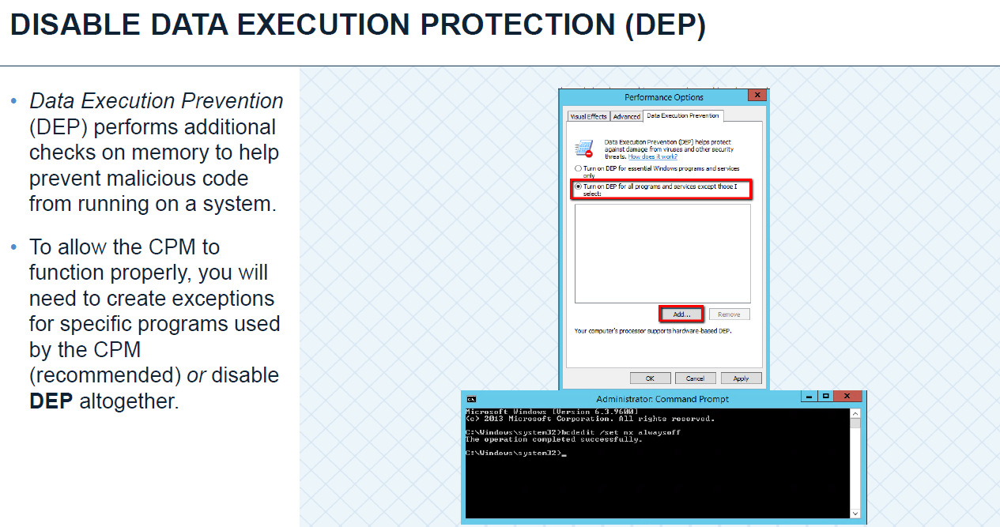 DISABLE DATA EXECUTION PROTECTION (DEP)
• Data Execution Prevention
(DEP) performs additional
checks on memory to help
prevent malicious code
from running on a system.
• To allow the CPM to
function properly, you will
need to create exceptions
for specific programs used
by the CPM
(recommended) or disable
DEP altogether.
Performance Options
Visual Effects Advanced Data Execution Prevention
Data Execution Prevention (DEP) helps protect
against damage from viruses and other security
threats. How does it work?
Turn on DEP for essential Windows programs and services
only
Turn on DEP for all programs and services except those I
select:
Add... Remove
Your computer's processor supports hardware-based DEP.
OK Cancel Apply
Administrator: Command Prompt
Microsoft Windows [Version 6.3.9600]
(c) 2013 Microsoft Corporation. All rights reserved.
C:\Windows\system32>bcdedit /set nx alwaysoff
The operation completed successfully.
C:\Windows\system32>_